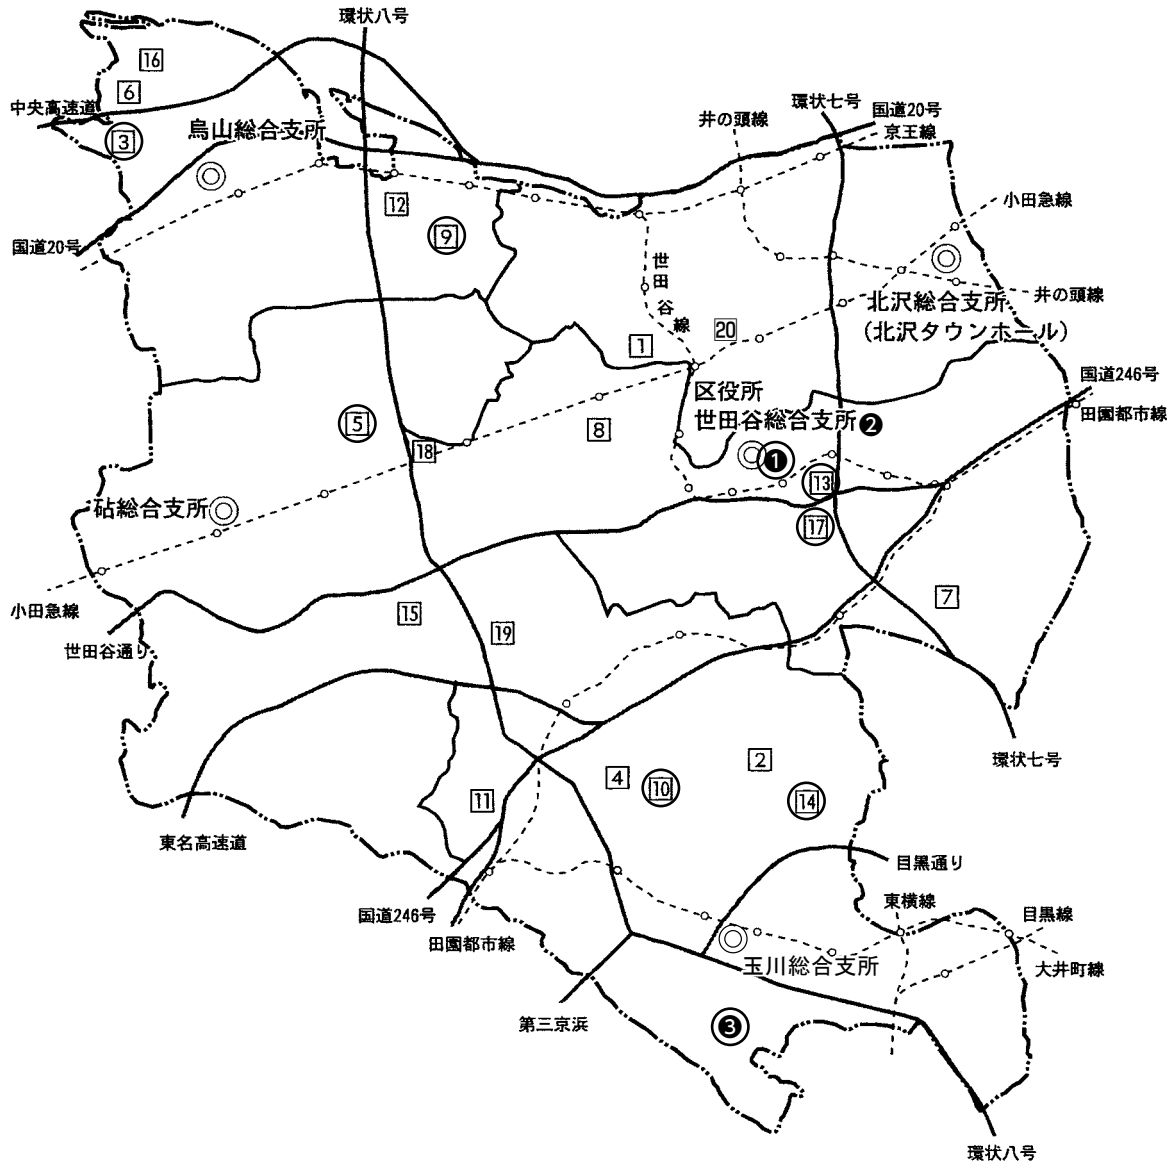 環状八号
16
6
中央高速道
3
烏山総合支所
環状七号
国道20号
井の頭線
京王線
12
9
小田急線
国道20号
世田谷線
北沢総合支所
(北沢タウンホール)
井の頭線
20
1
国道246号
田園都市線
区役所
世田谷総合支所
❷
5
8
18
❶
13
砧総合支所
17
小田急線
世田谷通り
15
19
7
環状七号
2
4
10
14
11
東名高速道
目黒通り
国道246号
田園都市線
東横線
目黒線
大井町線
玉川総合支所
第三京浜
❸
環状八号